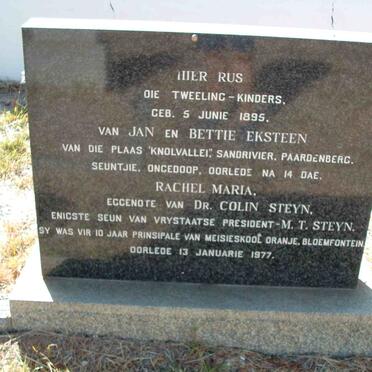 HIER RUS
DIE TWEELING-KINDERS,
GEB. 5 JUNIE 1895,
VAN JAN EN BETTIE EKSTEEN
VAN DIE PLAAS 'KNOLVALLEI', SANDRIVIER, PAARDENBERG.
SEUNTJIE, ONGEDOOP, OORLEDE NA 14 DAE.
RACHEL MARIA,
EGGENOTE VAN DR. COLIN STEYN,
ENIGSTE SEUN VAN VRYSTAATSE PRESIDENT-M.T. STEYN.
SY WAS VIR 10 JAAR PRINSIPALE VAN MEISIESKOOL ORANJE, BLOEMFONTEIN
OORLEDE 13 JANUARIE 1977.